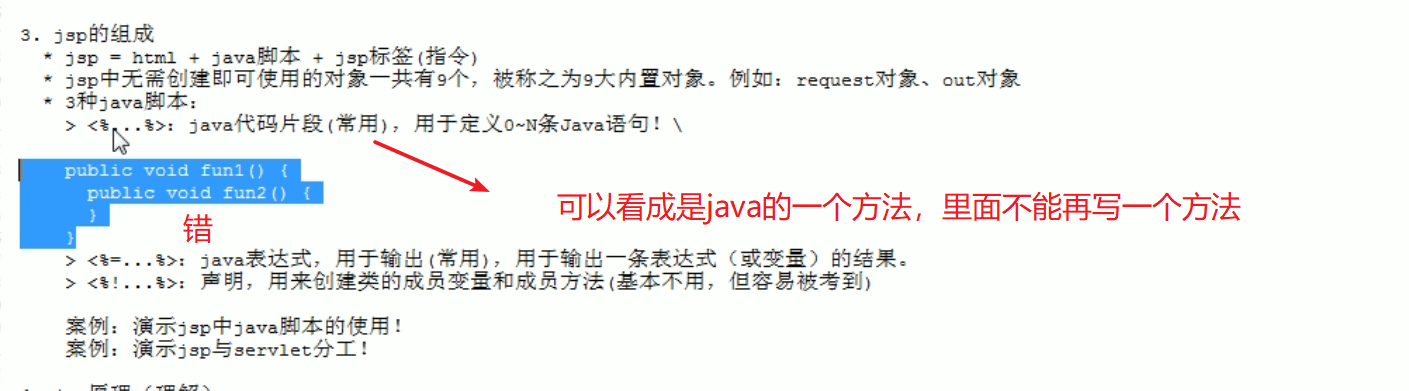 3. jsp的组成
* jsp = html + java脚本 + jsp标签(指令)
* jsp中无需创建即可使用的对象一共有9个，被称之为9大内置对象。例如：request对象、out对象
* 3种java脚本：
> <%...%>：java代码片段(常用)，用于定义0~N条Java语句！\
public void fun1() {
public void fun2() {
}
}
错
可以看成是java的一个方法，里面不能再写一个方法
> <%=...%>：java表达式，用于输出(常用)，用于输出一条表达式（或变量）的结果。
> <%!...%>：声明，用来创建类的成员变量和成员方法(基本不用，但容易被考到)
案例：演示jsp中java脚本的使用！
案例：演示jsp与servlet分工！